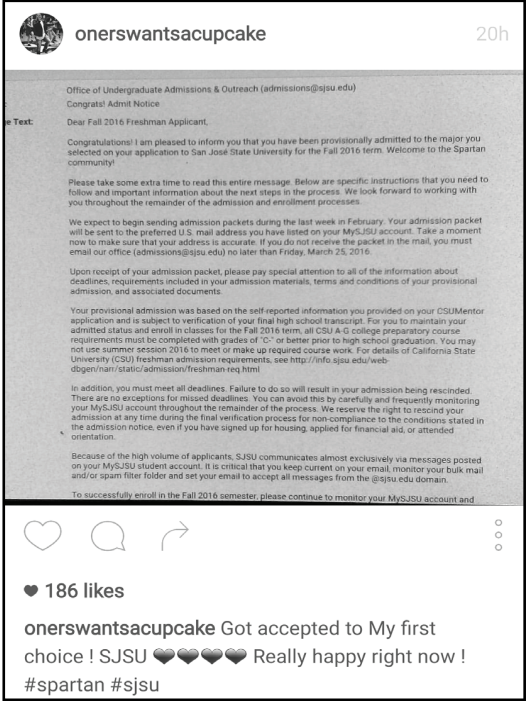 onerswantsacupcake
20h
Office of Undergraduate Admissions & Outreach (admissions@sjsu.edu)
Congrats! Admit Notice
e Text:
Dear Fall 2016 Freshman Applicant,
Congratulations! I am pleased to inform you that you have been provisionally admitted to the major you
selected on your application to San José State University for the Fall 2016 term. Welcome to the Spartan
community!
Please take some extra time to read this entire message. Below are specific instructions that you need to
follow and important information about the next steps in the process. We look forward to working with
you throughout the remainder of the admission and enrollment processes.
We expect to begin sending admission packets during the last week in February. Your admission packet
will be sent to the preferred U.S. mail address you have listed on your MySJSU account. Take a moment
now to make sure that your address is accurate. If you do not receive the packet in the mail, you must
email our office (admissions@sjsu.edu) no later than Friday, March 25, 2016.
Upon receipt of your admission packet, please pay special attention to all of the information about
deadlines, requirements included in your admission materials, terms and conditions of your provisional
admission, and associated documents.
Your provisional admission was based on the self-reported information you provided on your CSUMentor
application and is subject to verification of your final high school transcript. For you to maintain your
admitted status and enroll in classes for the Fall 2016 term, all CSU A-G college preparatory course
requirements must be completed with grades of "C-" or better prior to high school graduation. You may
not use summer session 2016 to meet or make up required course work. For details of California State
University (CSU) freshman admission requirements, see http://info.sjsu.edu/web-
dbgen/narr/static/admission/freshman-req.html
In addition, you must meet all deadlines. Failure to do so will result in your admission being rescinded.
There are no exceptions for missed deadlines. You can avoid this by carefully and frequently monitoring
your MySJSU account throughout the remainder of the process. We reserve the right to rescind your
admission at any time during the final verification process for non-compliance to the conditions stated in
the admission notice, even if you have signed up for housing, applied for financial aid, or attended
orientation.
Because of the high volume of applicants, SJSU communicates almost exclusively via messages posted
on your MySJSU student account. It is critical that you keep current on your email, monitor your bulk mail
and/or spam filter folder and set your email to accept all messages from the @sjsu.edu domain.
To successfully enroll in the Fall 2016 semester, please continue to monitor your MySJSU account and
186 likes
onerswantsacupcake Got accepted to My first
choice ! SJSU ♥♥♥♥ Really happy right now !
#spartan #sjsu